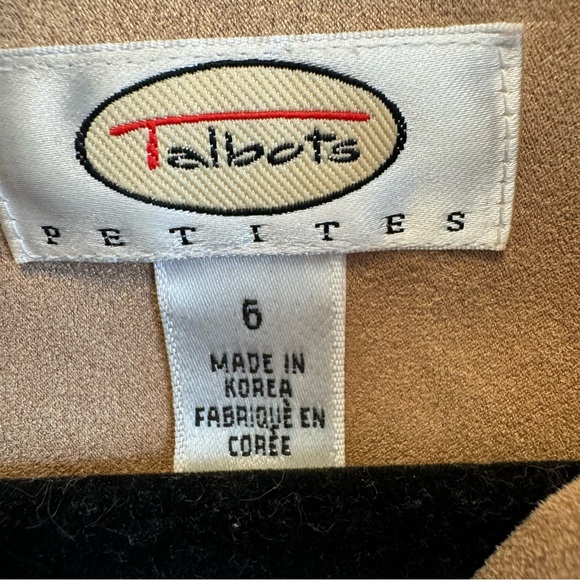 Talbots
PETITES
6
MADE IN
KOREA
FABRIQUÈ EN
CORÉE